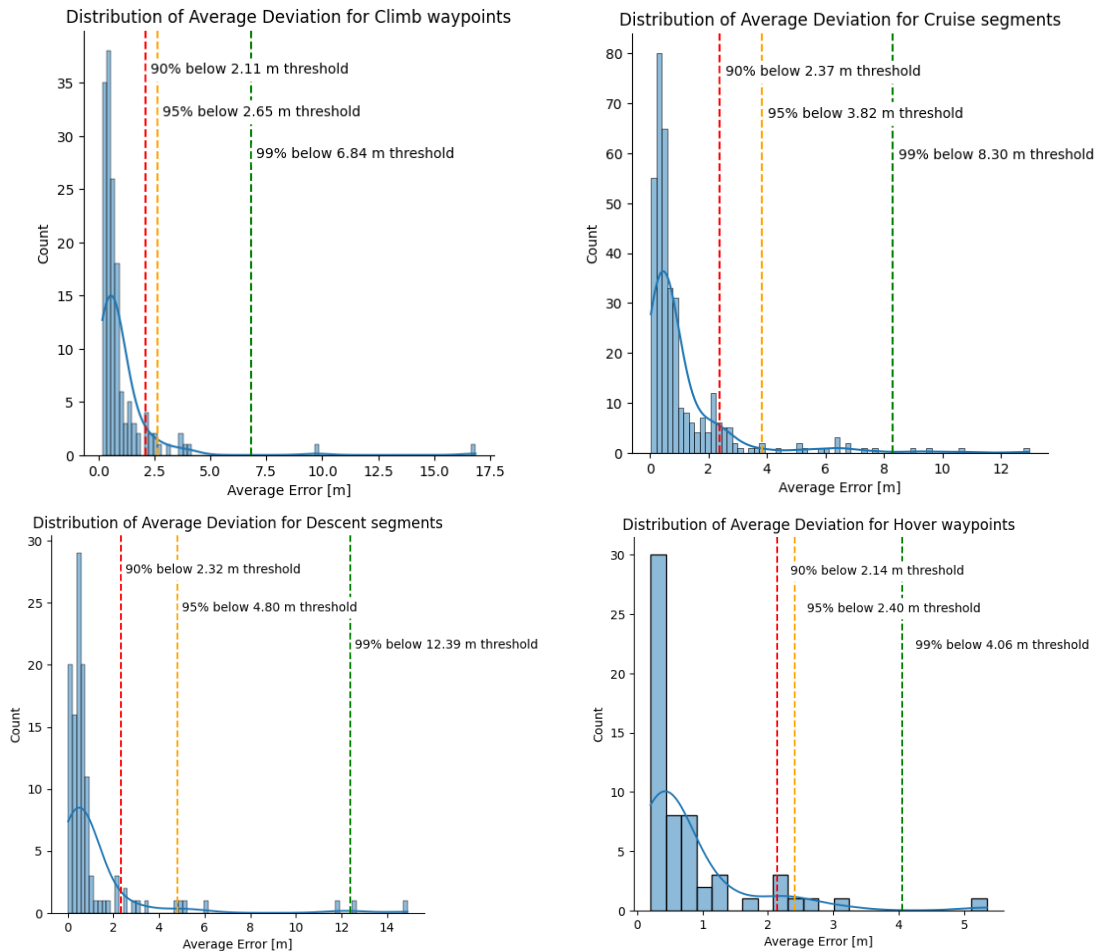 Distribution of Average Deviation for Climb waypoints
90% below 2.11 m threshold
95% below 2.65 m threshold
99% below 6.84 m threshold
35
30
25
20
15
10
5
0
Count
0.0 2.5 5.0 7.5 10.0 12.5 15.0 17.5
Average Error [m]
Distribution of Average Deviation for Cruise segments
90% below 2.37 m threshold
95% below 3.82 m threshold
99% below 8.30 m threshold
80
70
60
50
40
30
20
10
0
Count
0 2 4 6 8 10 12
Average Error [m]
Distribution of Average Deviation for Descent segments
90% below 2.32 m threshold
95% below 4.80 m threshold
99% below 12.39 m threshold
30
25
20
15
10
5
0
Count
0 2 4 6 8 10 12 14
Average Error [m]
Distribution of Average Deviation for Hover waypoints
90% below 2.14 m threshold
95% below 2.40 m threshold
99% below 4.06 m threshold
30
25
20
15
10
5
0
Count
0 1 2 3 4 5
Average Error [m]